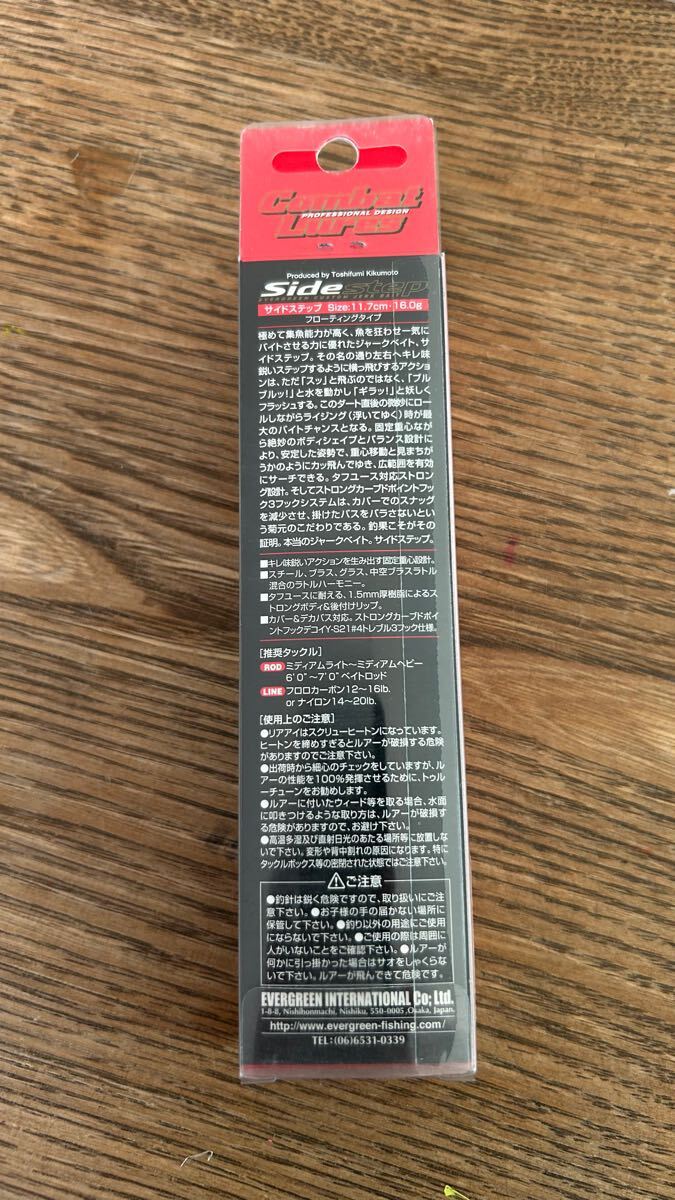 Combat
PROFESSIONAL DESIGN
Lures
Produced by Toshifumi Kikumoto
Sidestep
EVERGREEN CUSTOM JERK BAIT
サイドステップ Size:11.7cm・16.0g
フローティングタイプ
極めて集魚能力が高く、魚を狂わせ一気に
バイトさせる力に優れたジャークベイト、サ
イドステップ。その名の通り左右へキレ味
鋭いステップするように横っ飛びするアクショ
ンは、ただ「スッ」と飛ぶのではなく、「ブル
ブルッ!」と水を動かし「ギラッ!」と妖しく
フラッシュする。このダート直後の微妙にロー
ルしながらライジング(浮いてゆく)時が最
大のバイトチャンスとなる。固定重心なが
ら絶妙のボディシェイプとバランス設計に
より、安定した姿勢で、重心移動と見まちが
うかのようにカッ飛んでゆき、広範囲を有効
にサーチできる。タフユース対応ストロン
グ設計。そしてストロングカーブドポイントフッ
ク3フックシステムは、カバーでのスナッグ
を減少させ、掛けたバスをバラさないとい
う菊元のこだわりである。釣果こそがその
証明。本当のジャークベイト。サイドステップ。
■キレ味鋭いアクションを生み出す固定重心設計。
■スチール、ブラス、グラス、中空ブラスラトル
混合のラトルハーモニー。
■タフユースに耐える、1.5mm厚樹脂によるス
トロングボディ&後付けリップ。
■カバー&デカバス対応。ストロングカーブドポイ
ントフックデコイY-S21#4トレブル3フック仕様。
[推奨タックル]
ROD ミディアムライト〜ミディアムヘビー
6'0"〜7'0"ベイトロッド
LINE フロロカーボン12〜16lb.
or ナイロン14〜20lb.
[使用上のご注意]
●リアアイはスクリューヒートンになっています。
ヒートンを締めすぎるとルアーが破損する危険
がありますのでご注意下さい。
●出荷時から細心のチェックをしていますが、ル
アーの性能を100%発揮させるために、トゥル
ーチューンをお勧めします。
●ルアーに付いたウィード等を取る場合、水面
に叩きつけるような取り方は、ルアーが破損す
る危険がありますので、お避け下さい。
●高温多湿及び直射日光のあたる場所等に放置しな
いで下さい。変形や背中割れの原因になります。特に
タックルボックス等の密閉された状態ではご注意下さい。
⚠ご注意
●釣針は鋭く危険ですので、取り扱いにご注
意下さい。●お子様の手の届かない場所に
保管して下さい。●釣り以外の用途にご使用
にならないで下さい。●ご使用の際は周囲に
人がいないことをご確認下さい。●ルアーが
何かに引っ掛かった場合はサオをしゃくらな
いで下さい。ルアーが飛んできて危険です。
EVERGREEN INTERNATIONAL Co; Ltd.
1-8-8, Nishihonmachi, Nishiku, 550-0005, Osaka, Japan.
http://www.evergreen-fishing.com/
TEL:(06)6531-0339